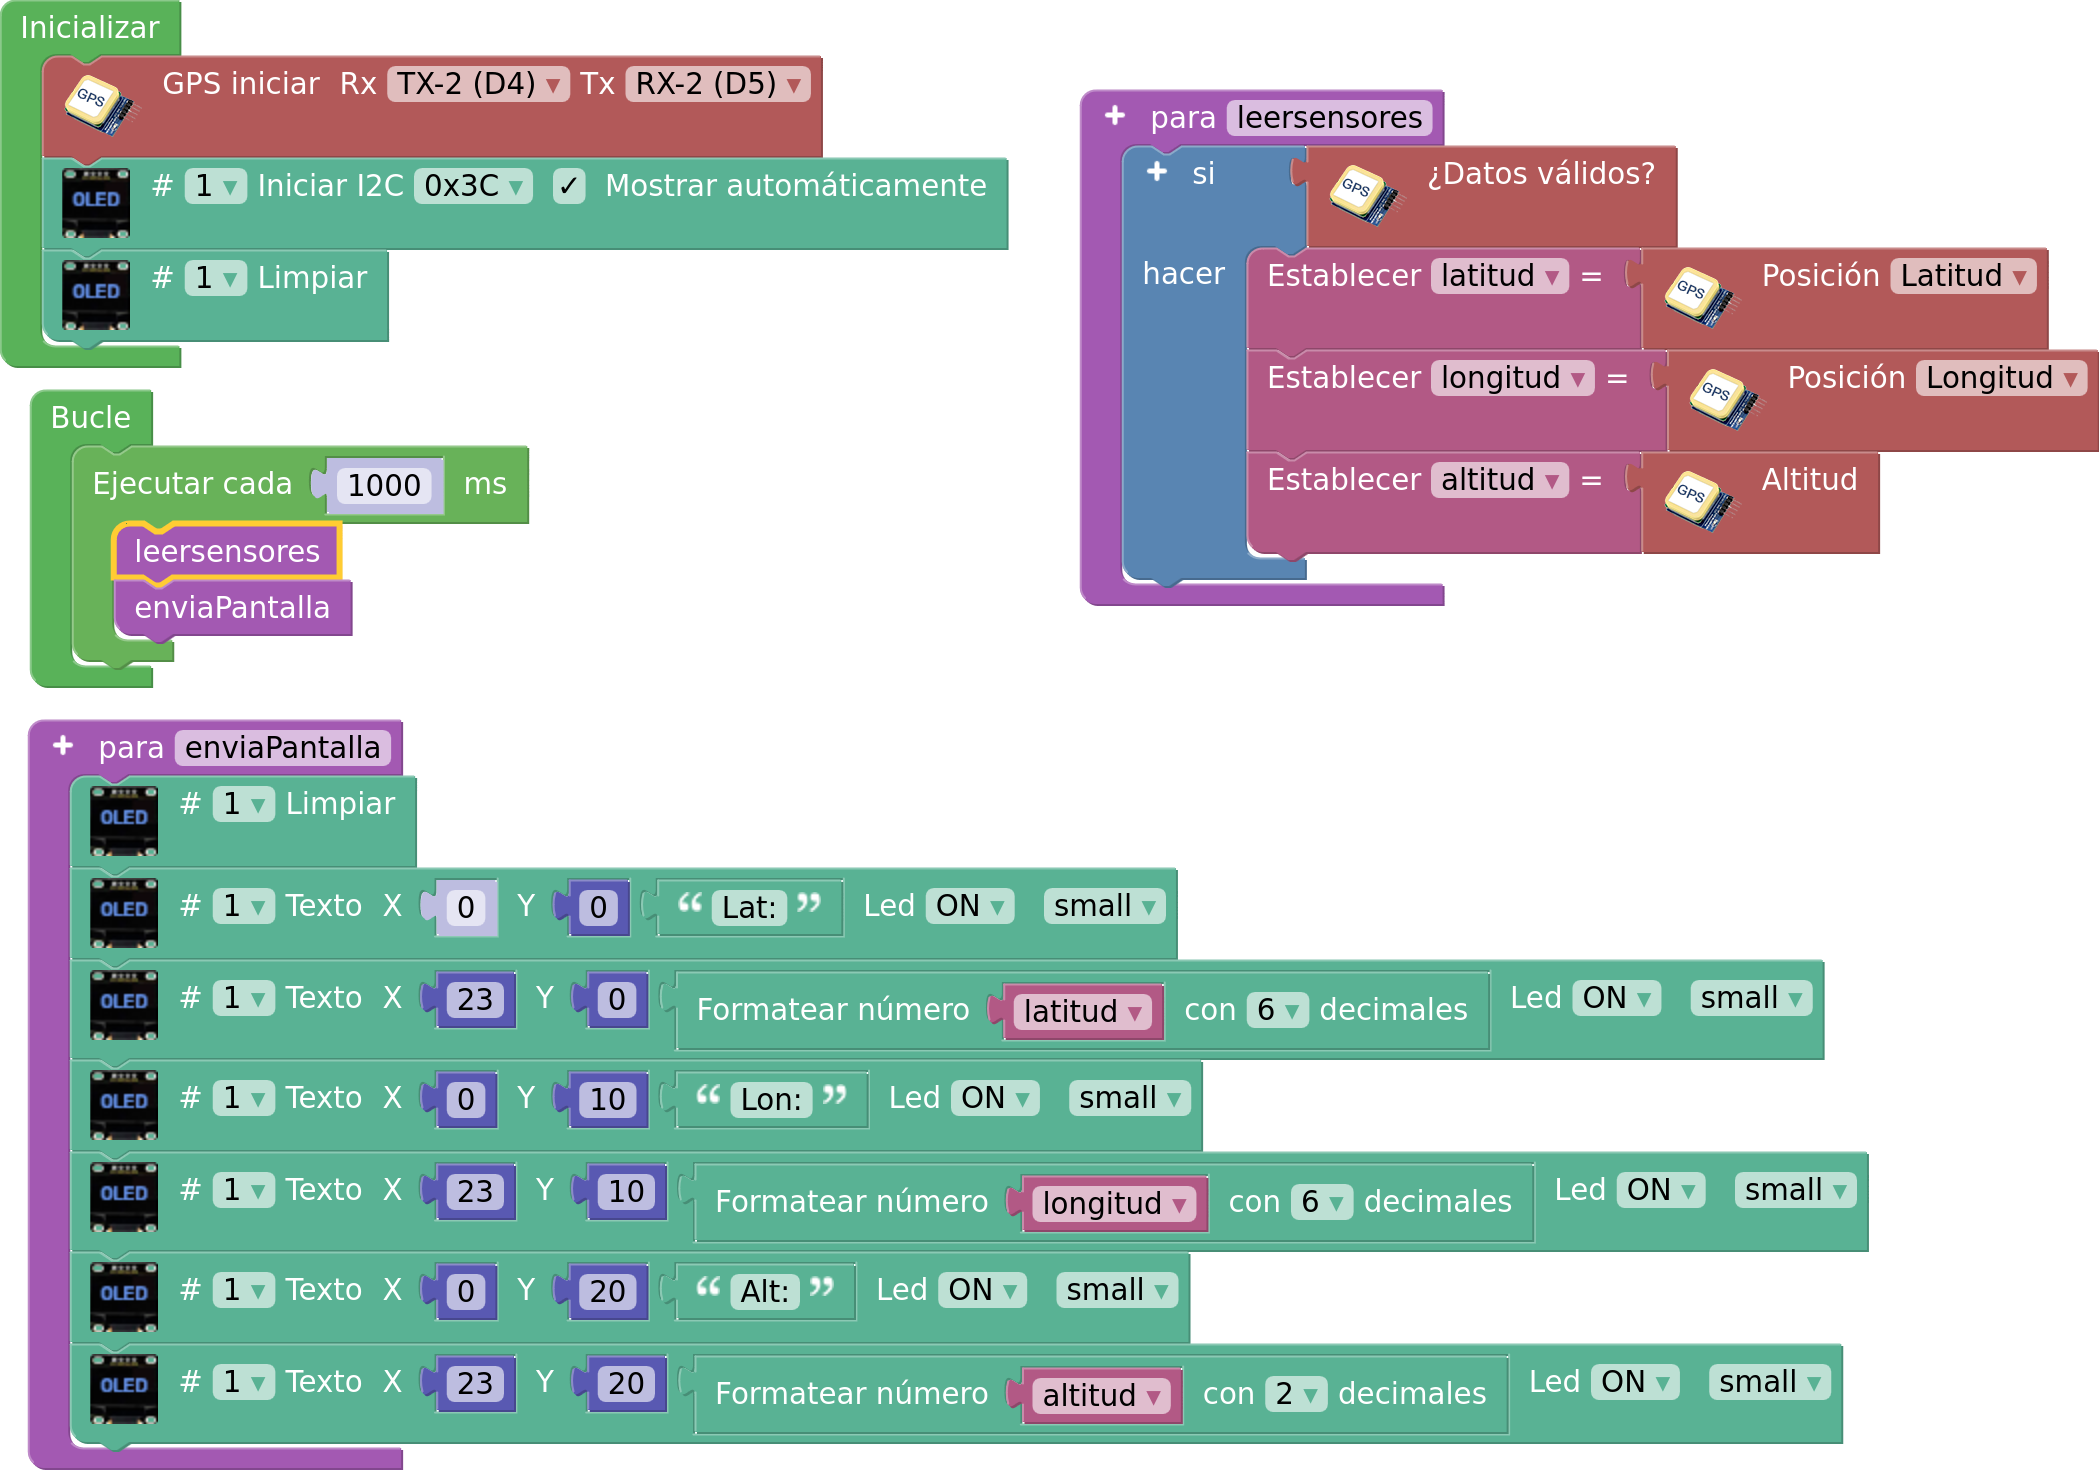 Inicializar
GPS GPS iniciar Rx TX-2 (D4) Tx RX-2 (D5)
OLED # 1 Iniciar I2C 0x3C ✓ Mostrar automáticamente
OLED # 1 Limpiar
Bucle
Ejecutar cada 1000 ms
leersensores
enviaPantalla
+ para leersensores
+ si GPS ¿Datos válidos?
hacer Establecer latitud = GPS Posición Latitud
Establecer longitud = GPS Posición Longitud
Establecer altitud = GPS Altitud
+ para enviaPantalla
OLED # 1 Limpiar
OLED # 1 Texto X 0 Y 0 “ Lat: ” Led ON small
OLED # 1 Texto X 23 Y 0 Formatear número latitud con 6 decimales Led ON small
OLED # 1 Texto X 0 Y 10 “ Lon: ” Led ON small
OLED # 1 Texto X 23 Y 10 Formatear número longitud con 6 decimales Led ON small
OLED # 1 Texto X 0 Y 20 “ Alt: ” Led ON small
OLED # 1 Texto X 23 Y 20 Formatear número altitud con 2 decimales Led ON small